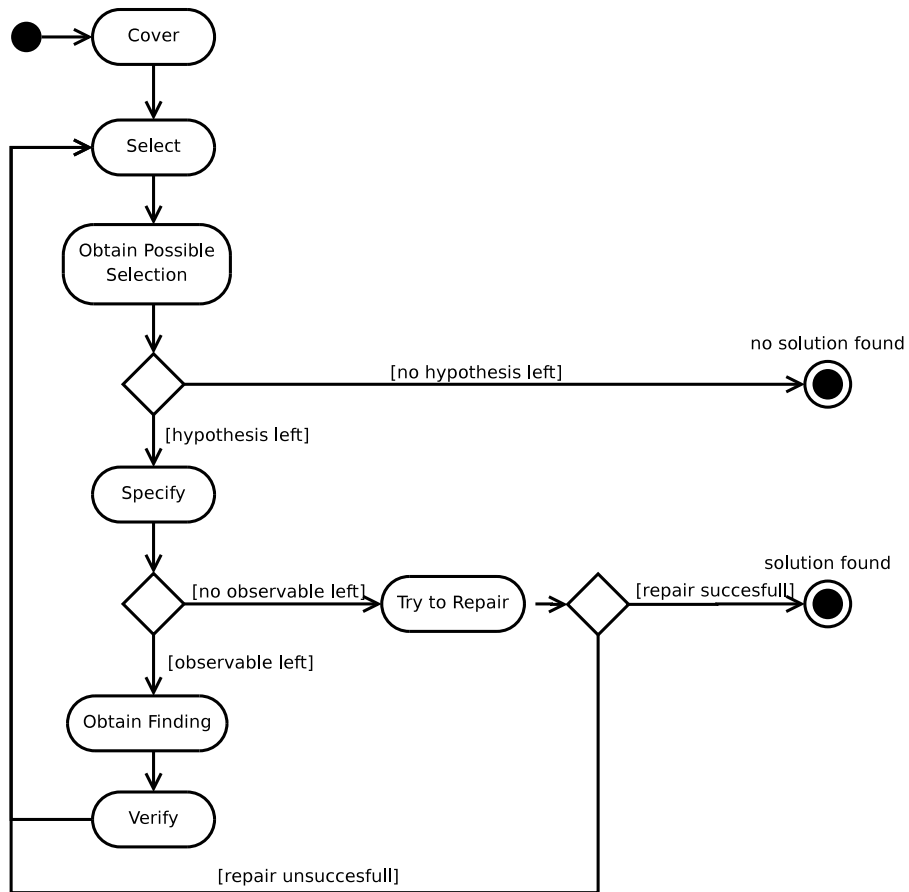 Cover
Select
Obtain Possible
Selection
no solution found
[no hypothesis left]
[hypothesis left]
Specify
solution found
[no observable left]
Try to Repair
[repair succesfull]
[observable left]
Obtain Finding
Verify
[repair unsuccesfull]